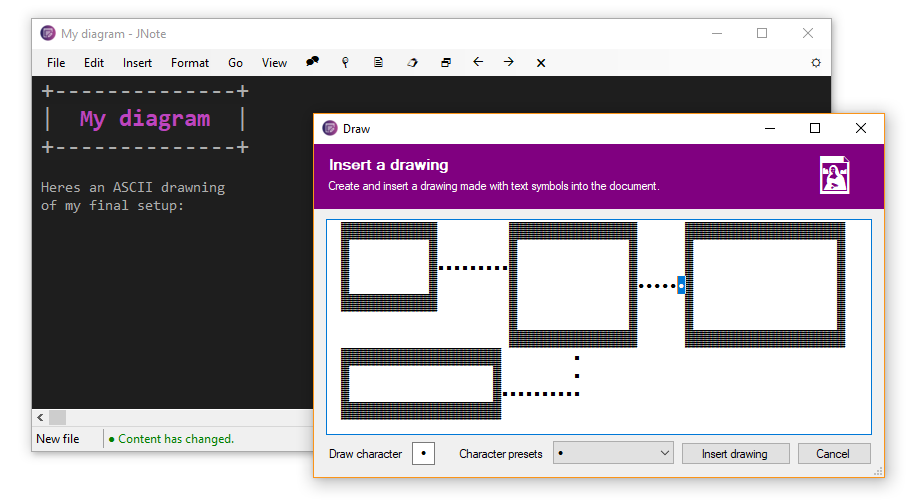 My diagram - JNote
File Edit Insert Format Go View
+--------------+
| My diagram |
+--------------+
Heres an ASCII drawning
of my final setup:
New file
● Content has changed.
Draw
Insert a drawing
Create and insert a drawing made with text symbols into the document.
Draw character • Character presets • Insert drawing Cancel